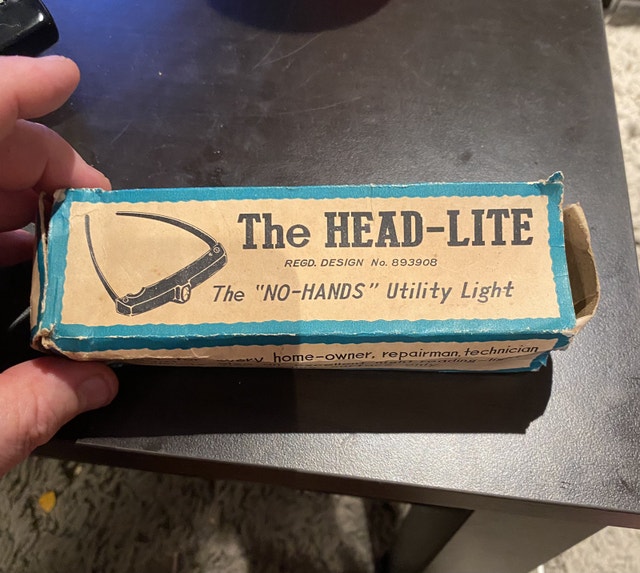 The HEAD-LITE
REGD. DESIGN No. 893908
The "NO-HANDS" Utility Light
home-owner, repairman, technician